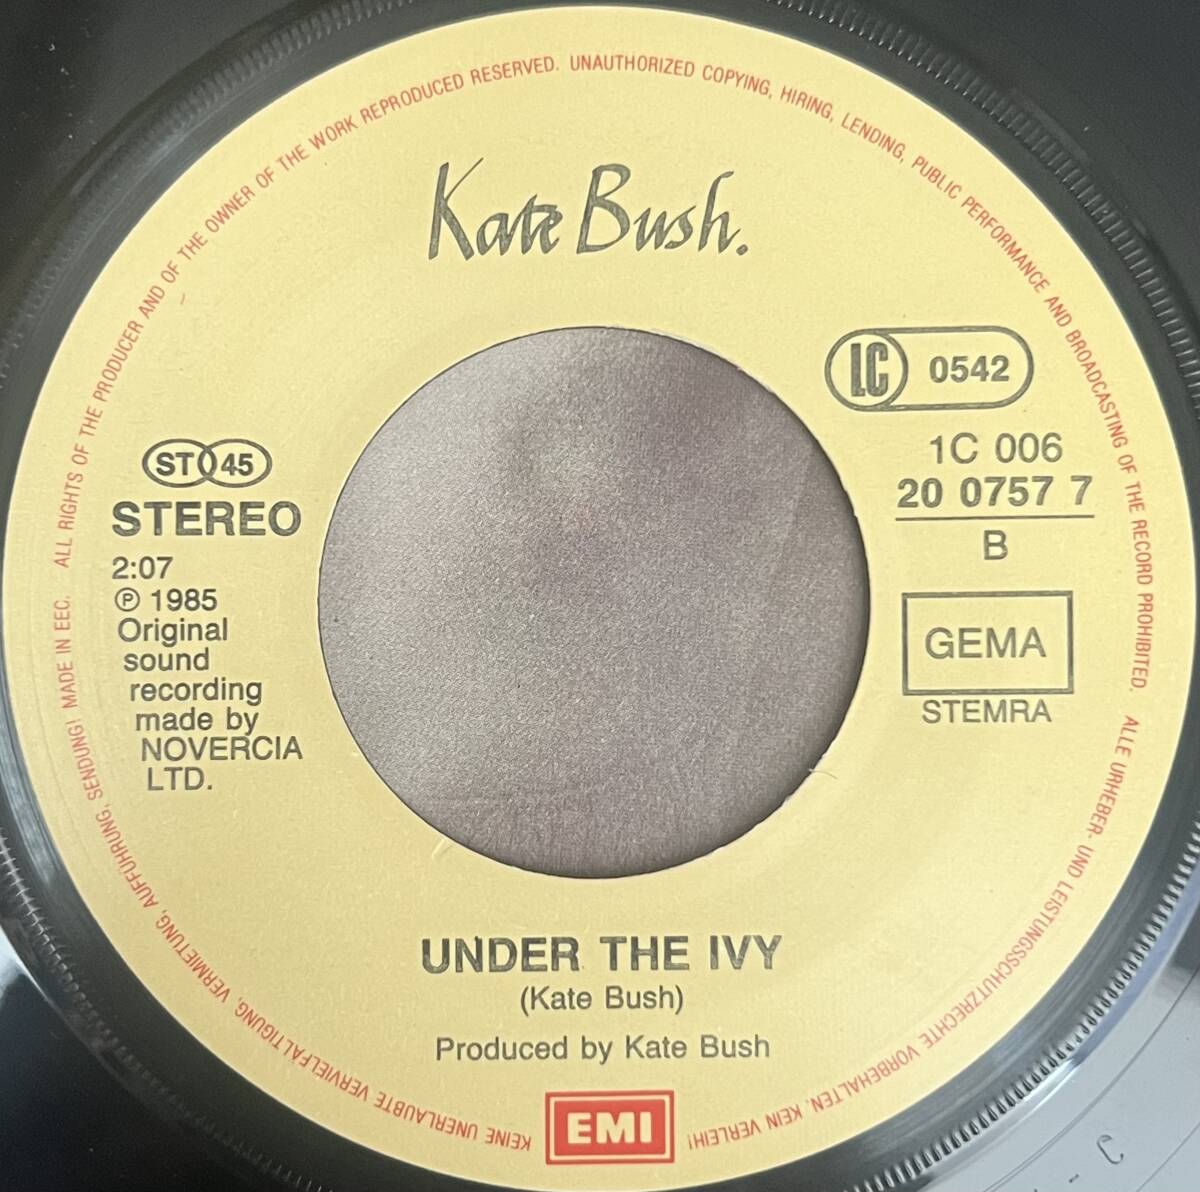 ALL RIGHTS OF THE PRODUCER AND OF THE OWNER OF THE WORK REPRODUCED RESERVED. UNAUTHORIZED COPYING, HIRING, LENDING, PUBLIC PERFORMANCE AND BROADCASTING OF THE RECORD PROHIBITED.
ALLE URHEBER- UND LEISTUNGSSCHUTZRECHTE VORBEHALTEN. KEIN VERLEIH! KEINE UNERLAUBTE VERVIELFÄLTIGUNG, VERMIETUNG, AUFFÜHRUNG, SENDUNG! MADE IN EEC.
Kate Bush.
LC 0542
1C 006
20 0757 7
B
GEMA
STEMRA
ST 45
STEREO
2:07
℗ 1985
Original
sound
recording
made by
NOVERCIA
LTD.
UNDER THE IVY
(Kate Bush)
Produced by Kate Bush
EMI
- C